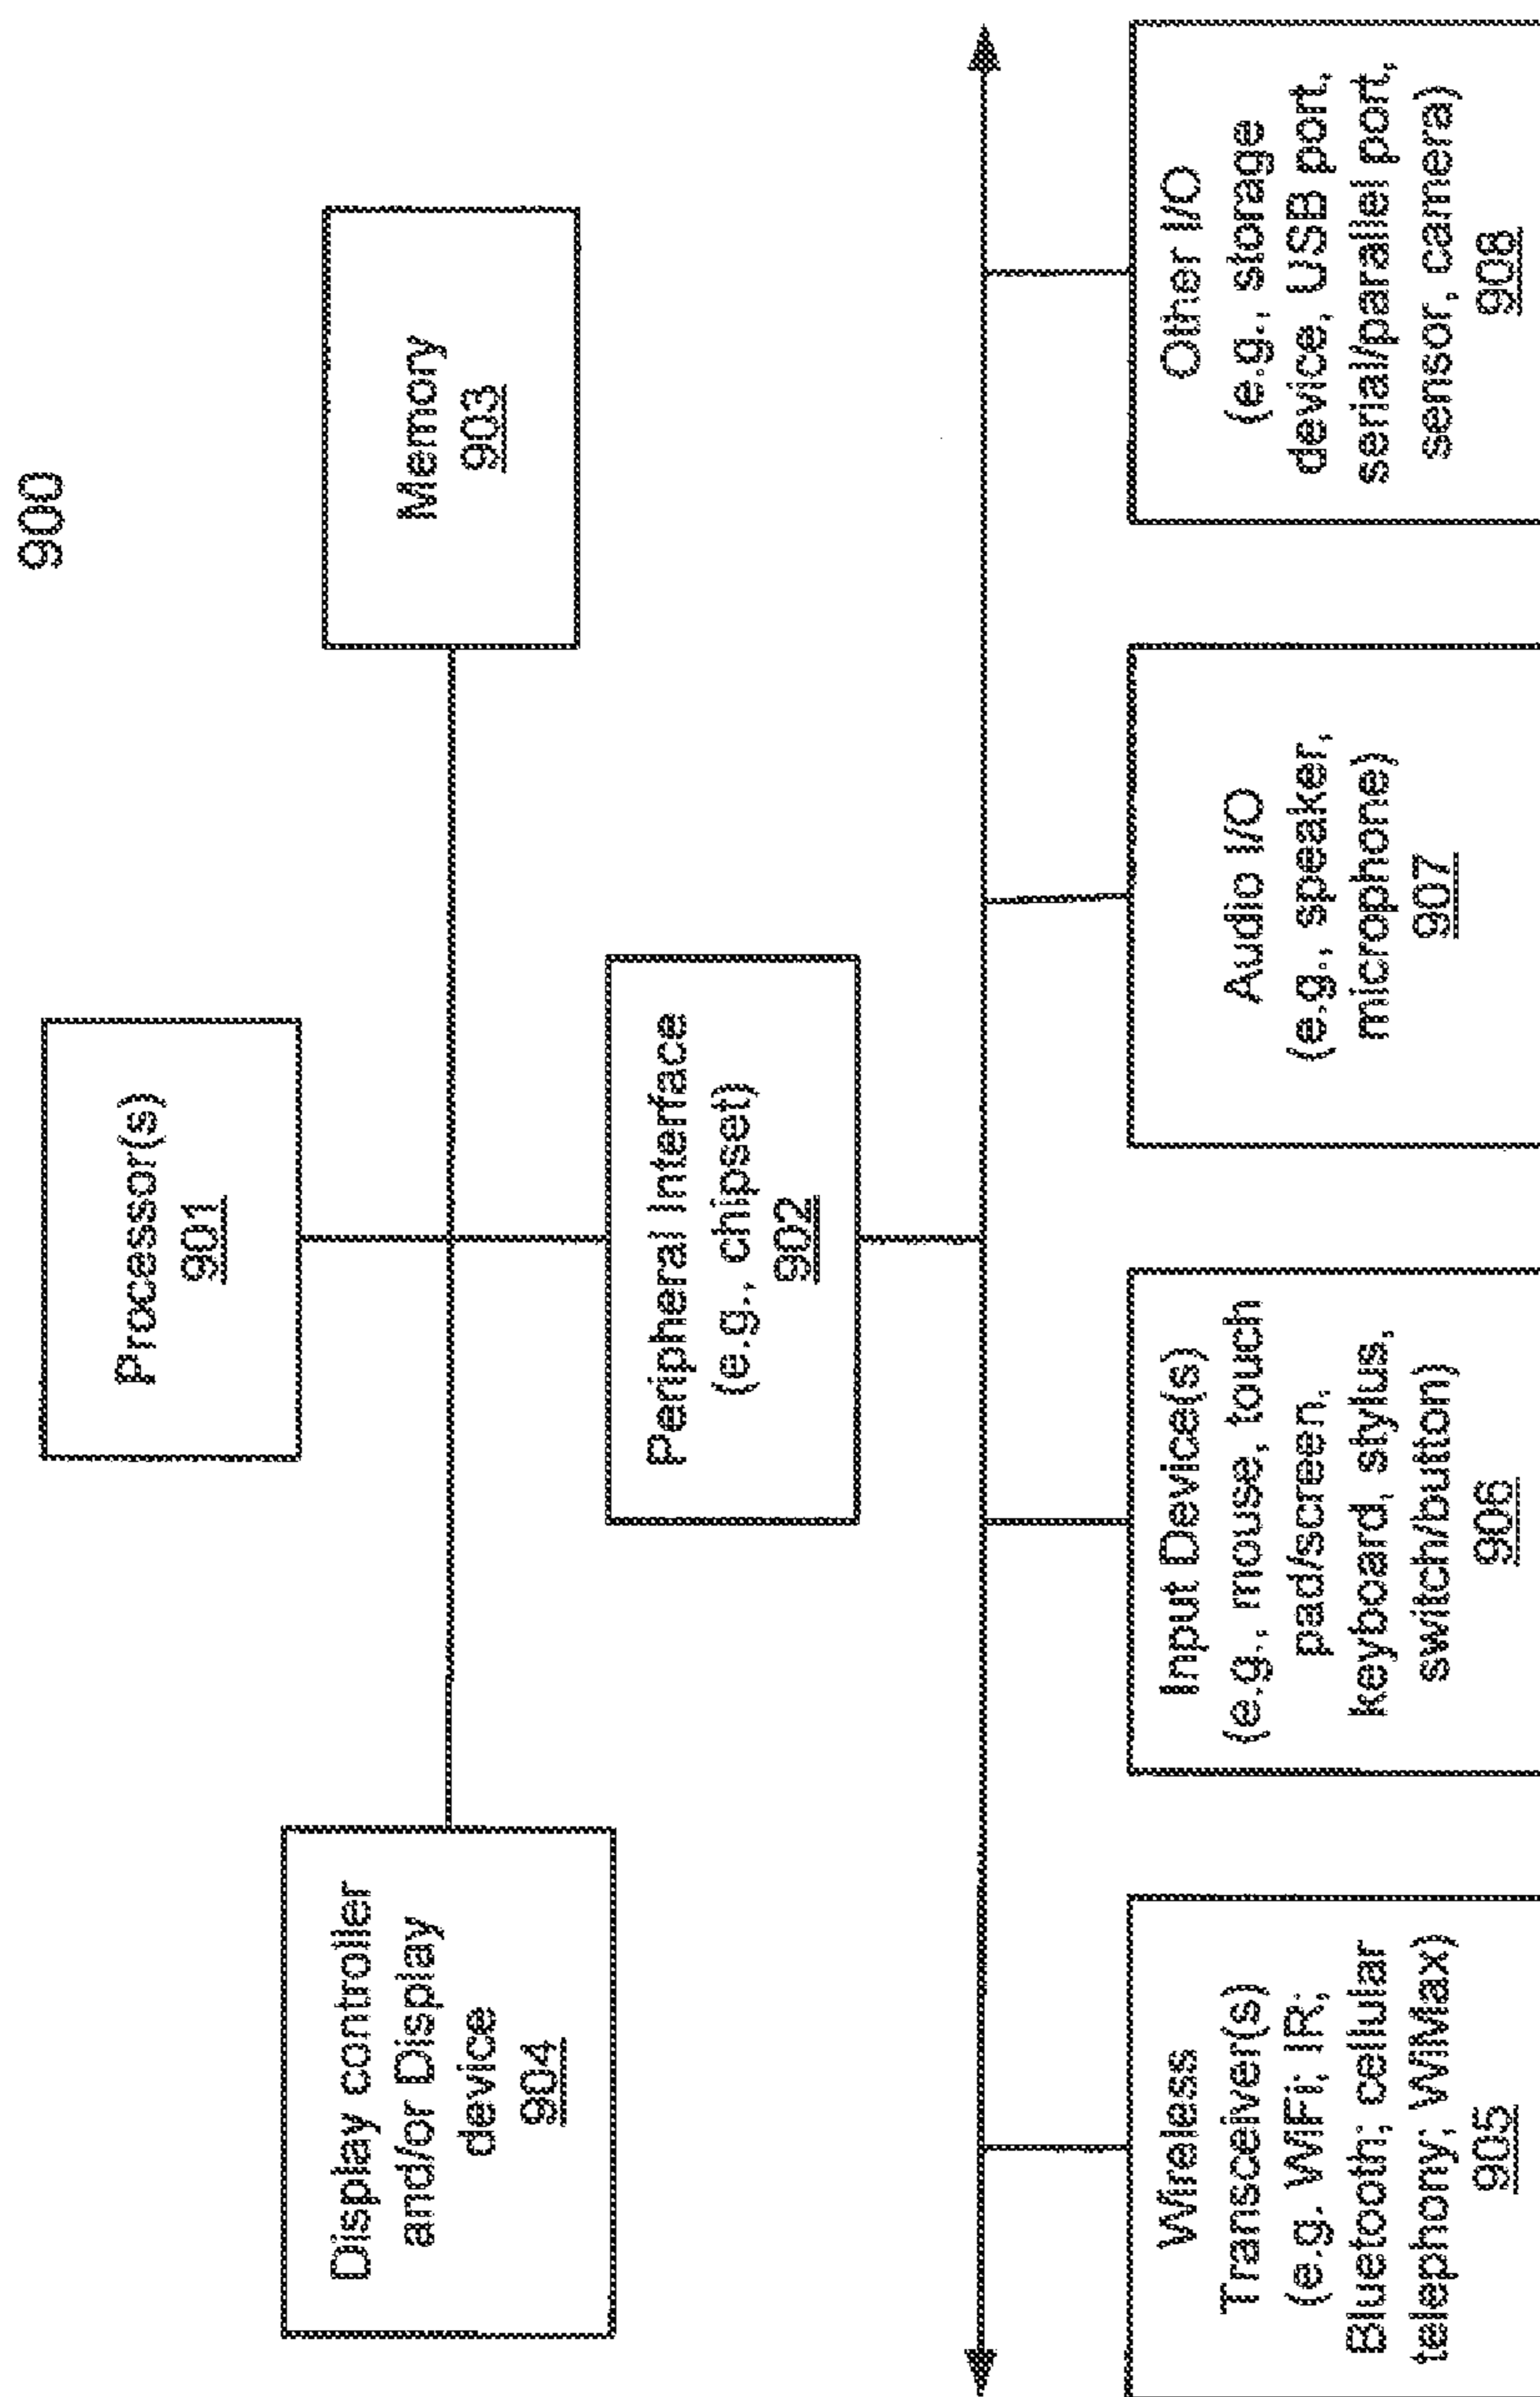 900
Processor(s)
901
Memory
903
Display controller
and/or Display
device
904
Peripheral Interface
(e.g., chipset)
902
Wireless
Transceiver(s)
(e.g. WiFi; IR;
Bluetooth; cellular
telephony; WiMax)
905
Input Device(s)
(e.g., mouse, touch
pad/screen,
keyboard, stylus,
switch/button)
906
Audio I/O
(e.g., speaker,
microphone)
907
Other I/O
(e.g., storage
device, USB port,
serial/parallel port,
sensor, camera)
908